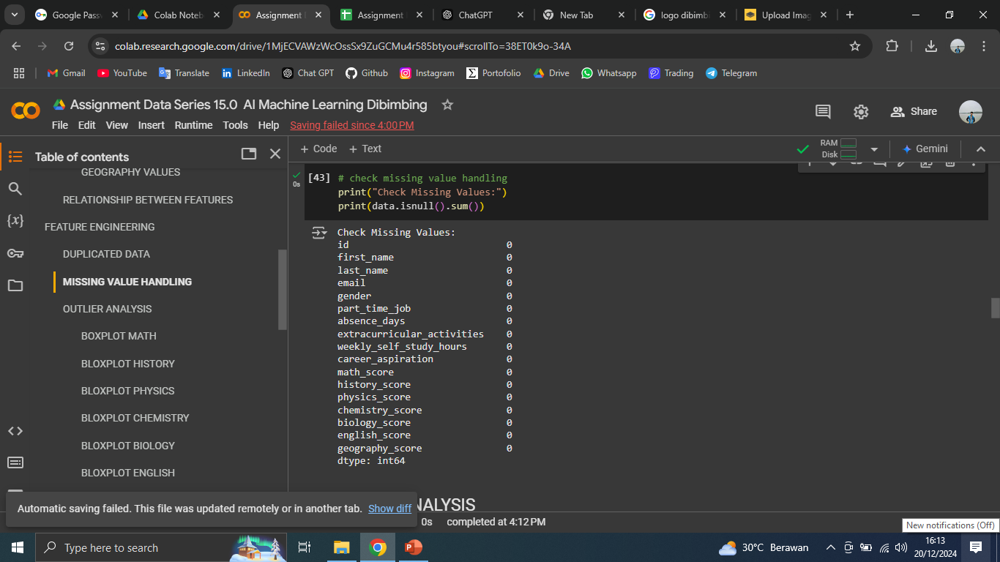 Google Passw
Colab Noteb
Assignment
Assignment
ChatGPT
New Tab
logo dibimbi
Upload Imag
colab.research.google.com/drive/1MjECVAWzWcOssSx9ZuGCMu4r585btyou#scrollTo=38ET0k9o-34A
Gmail YouTube Translate LinkedIn Chat GPT Github Instagram Portofolio Drive Whatsapp Trading Telegram
Assignment Data Series 15.0 AI Machine Learning Dibimbing
Share
File Edit View Insert Runtime Tools Help Saving failed since 4:00 PM
Table of contents
GEOGRAPHY VALUES
RELATIONSHIP BETWEEN FEATURES
FEATURE ENGINEERING
DUPLICATED DATA
MISSING VALUE HANDLING
OUTLIER ANALYSIS
BOXPLOT MATH
BLOXPLOT HISTORY
BLOXPLOT PHYSICS
BLOXPLOT CHEMISTRY
BLOXPLOT BIOLOGY
BLOXPLOT ENGLISH
+ Code + Text
RAM
Disk
Gemini
0s
[43] # check missing value handling
print("Check Missing Values:")
print(data.isnull().sum())
Check Missing Values:
id 0
first_name 0
last_name 0
email 0
gender 0
part_time_job 0
absence_days 0
extracurricular_activities 0
weekly_self_study_hours 0
career_aspiration 0
math_score 0
history_score 0
physics_score 0
chemistry_score 0
biology_score 0
english_score 0
geography_score 0
dtype: int64
NALYSIS
Automatic saving failed. This file was updated remotely or in another tab. Show diff
0s completed at 4:12 PM
New notifications (Off)
Type here to search
30°C Berawan
16:13
20/12/2024